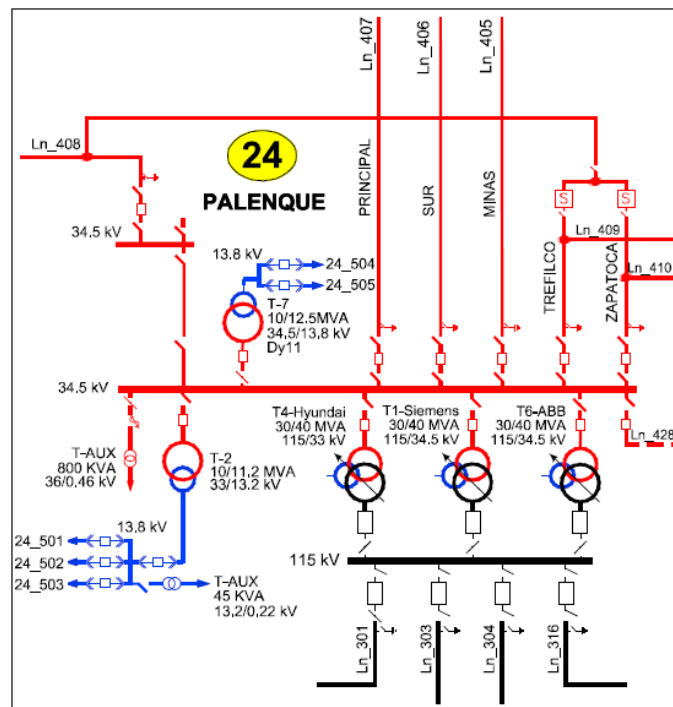 Ln_407
Ln_406
Ln_405
Ln_408
24
PALENQUE
PRINCIPAL
SUR
MINAS
S
S
34.5 kV
Ln_409
Ln_410
TREFILCO
ZAPATOCA
13.8 kV
24_504
24_505
T-7
10/12.5MVA
34,5/13,8 kV
Dy11
34.5 kV
T4-Hyundai
30/40 MVA
115/33 kV
T1-Siemens
30/40 MVA
115/34.5 kV
T6-ABB
30/40 MVA
115/34.5 kV
Ln_428
T-AUX
800 KVA
36/0,46 kV
T-2
10/11,2 MVA
33/13.2 kV
13,8 kV
24_501
24_502
24_503
T-AUX
45 KVA
13,2/0,22 kV
115 kV
Ln_301
Ln_303
Ln_304
Ln_316